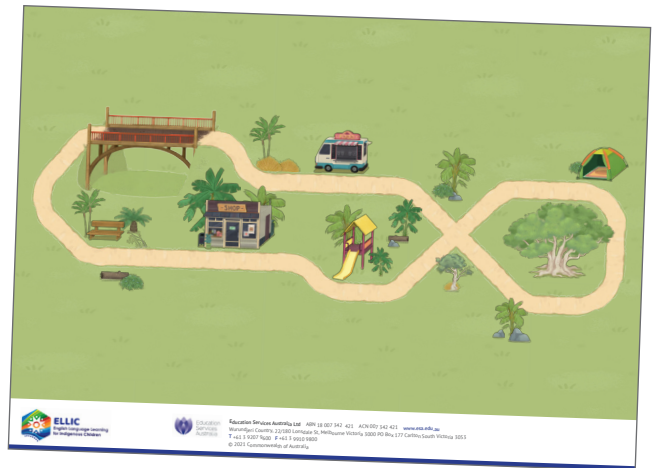 SHOP
ELLIC
English Language Learning
for Indigenous Children
Education
Services
Australia
Education Services Australia Ltd ABN 18 007 342 421 ACN 007 342 421 www.esa.edu.au
Wurundjeri Country, 22/180 Lonsdale St, Melbourne Victoria 3000 PO Box 177 Carlton South Victoria 3053
T +61 3 9207 9600 F +61 3 9910 9800
© 2021 Commonwealth of Australia